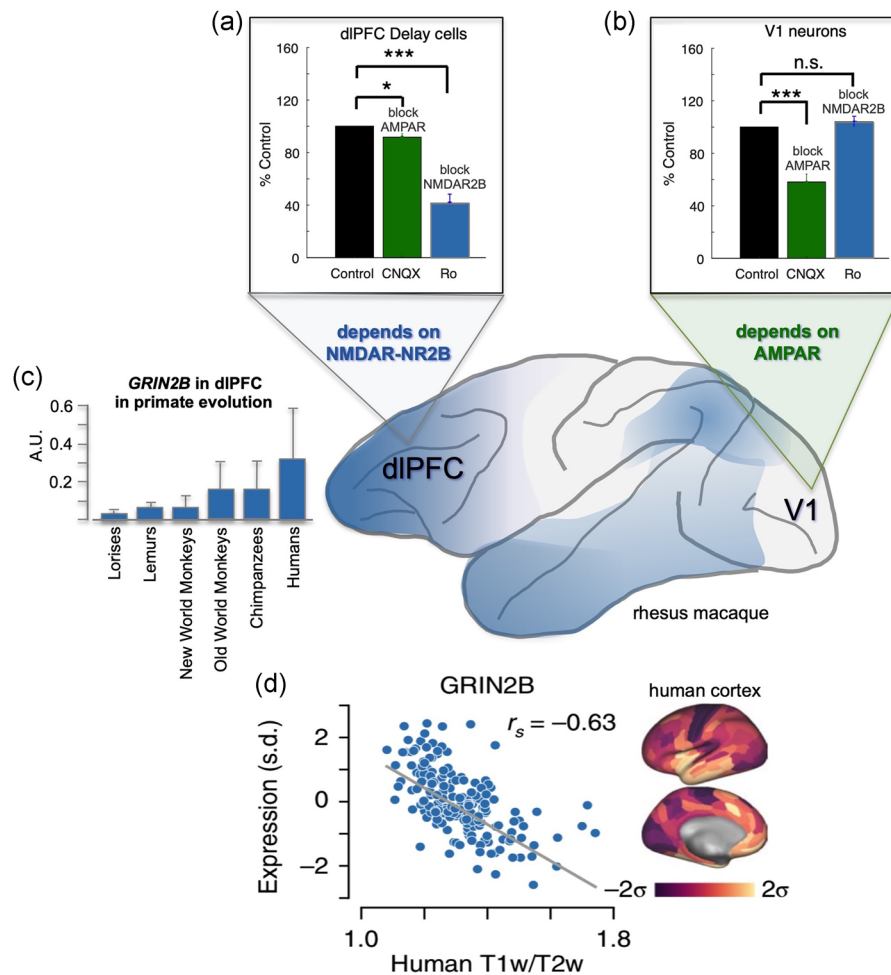 (a)
dlPFC Delay cells
160
120
80
40
0
% Control
***
*
block
AMPAR
block
NMDAR2B
Control
CNQX
Ro
depends on
NMDAR-NR2B
(b)
V1 neurons
160
120
80
40
0
% Control
n.s.
***
block
NMDAR2B
block
AMPAR
Control
CNQX
Ro
depends on
AMPAR
(c)
GRIN2B in dlPFC
in primate evolution
0.6
0.4
0.2
A.U.
Lorises
Lemurs
New World Monkeys
Old World Monkeys
Chimpanzees
Humans
dlPFC
V1
rhesus macaque
(d)
GRIN2B
rs = −0.63
Expression (s.d.)
2
0
−2
1.0
1.8
Human T1w/T2w
human cortex
−2σ
2σ